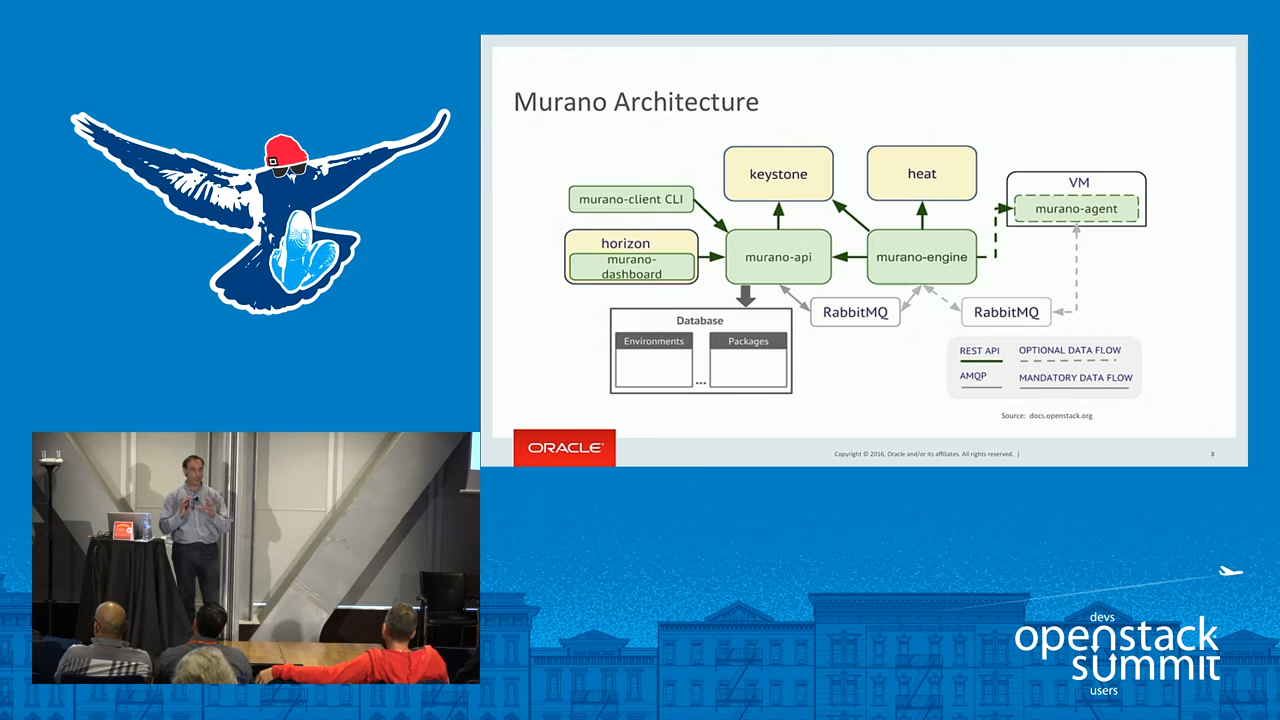 Murano Architecture
keystone
heat
VM
murano-agent
murano-client CLI
horizon
murano-
dashboard
murano-api
murano-engine
RabbitMQ
RabbitMQ
Database
Environments
Packages
...
REST API
OPTIONAL DATA FLOW
AMQP
MANDATORY DATA FLOW
Source: docs.openstack.org
ORACLE
Copyright © 2016, Oracle and/or its affiliates. All rights reserved. |
8
devs
openstack
summit
users